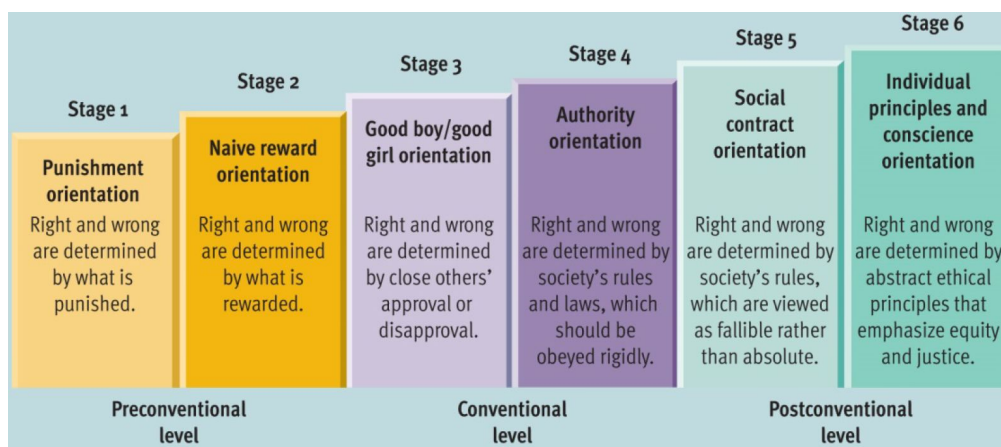 Stage 1
Punishment
orientation
Right and wrong
are determined
by what is
punished.
Stage 2
Naive reward
orientation
Right and wrong
are determined
by what is
rewarded.
Stage 3
Good boy/good
girl orientation
Right and wrong
are determined
by close others’
approval or
disapproval.
Stage 4
Authority
orientation
Right and wrong
are determined by
society’s rules
and laws, which
should be
obeyed rigidly.
Stage 5
Social
contract
orientation
Right and wrong
are determined by
society’s rules,
which are viewed
as fallible rather
than absolute.
Stage 6
Individual
principles and
conscience
orientation
Right and wrong
are determined by
abstract ethical
principles that
emphasize equity
and justice.
Preconventional
level
Conventional
level
Postconventional
level